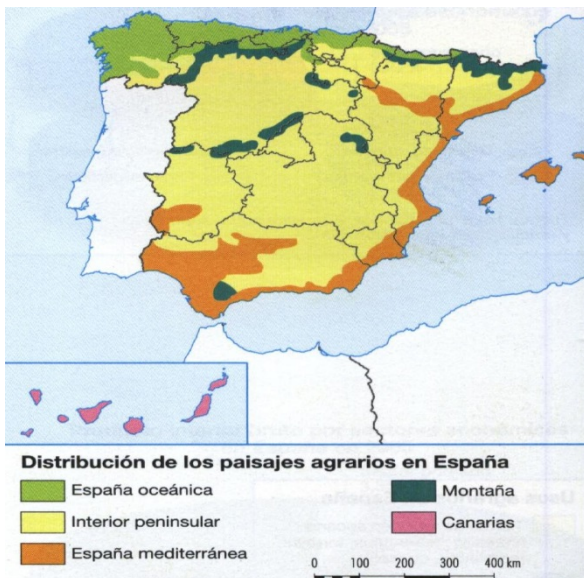 Distribución de los paisajes agrarios en España
España oceánica
Interior peninsular
España mediterránea
Montaña
Canarias
0 100 200 300 400 km